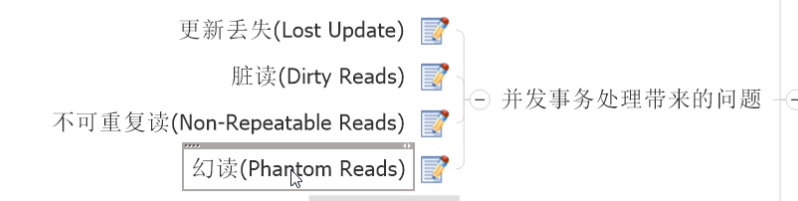 更新丢失(Lost Update)
脏读(Dirty Reads)
并发事务处理带来的问题
不可重复读(Non-Repeatable Reads)
幻读(Phantom Reads)